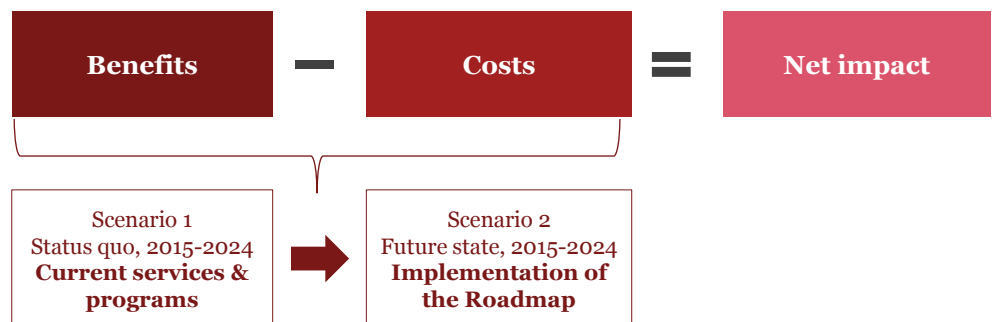 Benefits
Costs
Net impact
Scenario 1
Status quo, 2015-2024
Current services &
programs
Scenario 2
Future state, 2015-2024
Implementation of
the Roadmap